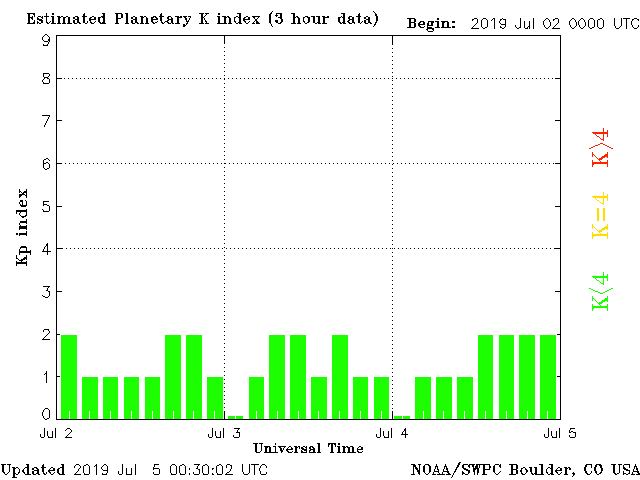 Estimated Planetary K index (3 hour data) Begin: 2019 Jul 02 0000 UTC
9
8
7
6
5
4
3
2
1
0
Kp index
K>4
K=4
K<4
Jul 2 Jul 3 Jul 4 Jul 5
Universal Time
Updated 2019 Jul 5 00:30:02 UTC NOAA/SWPC Boulder, CO USA